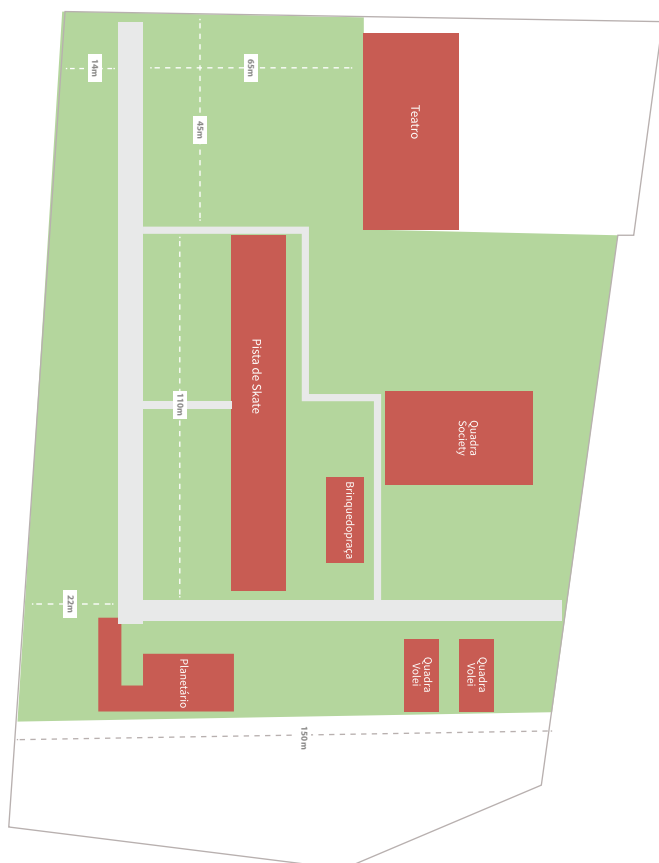 14m
65m
45m
Teatro
Pista de Skate
110m
Quadra
Society
Brinquedopraça
22m
Planetário
Quadra
Volei
Quadra
Volei
150m